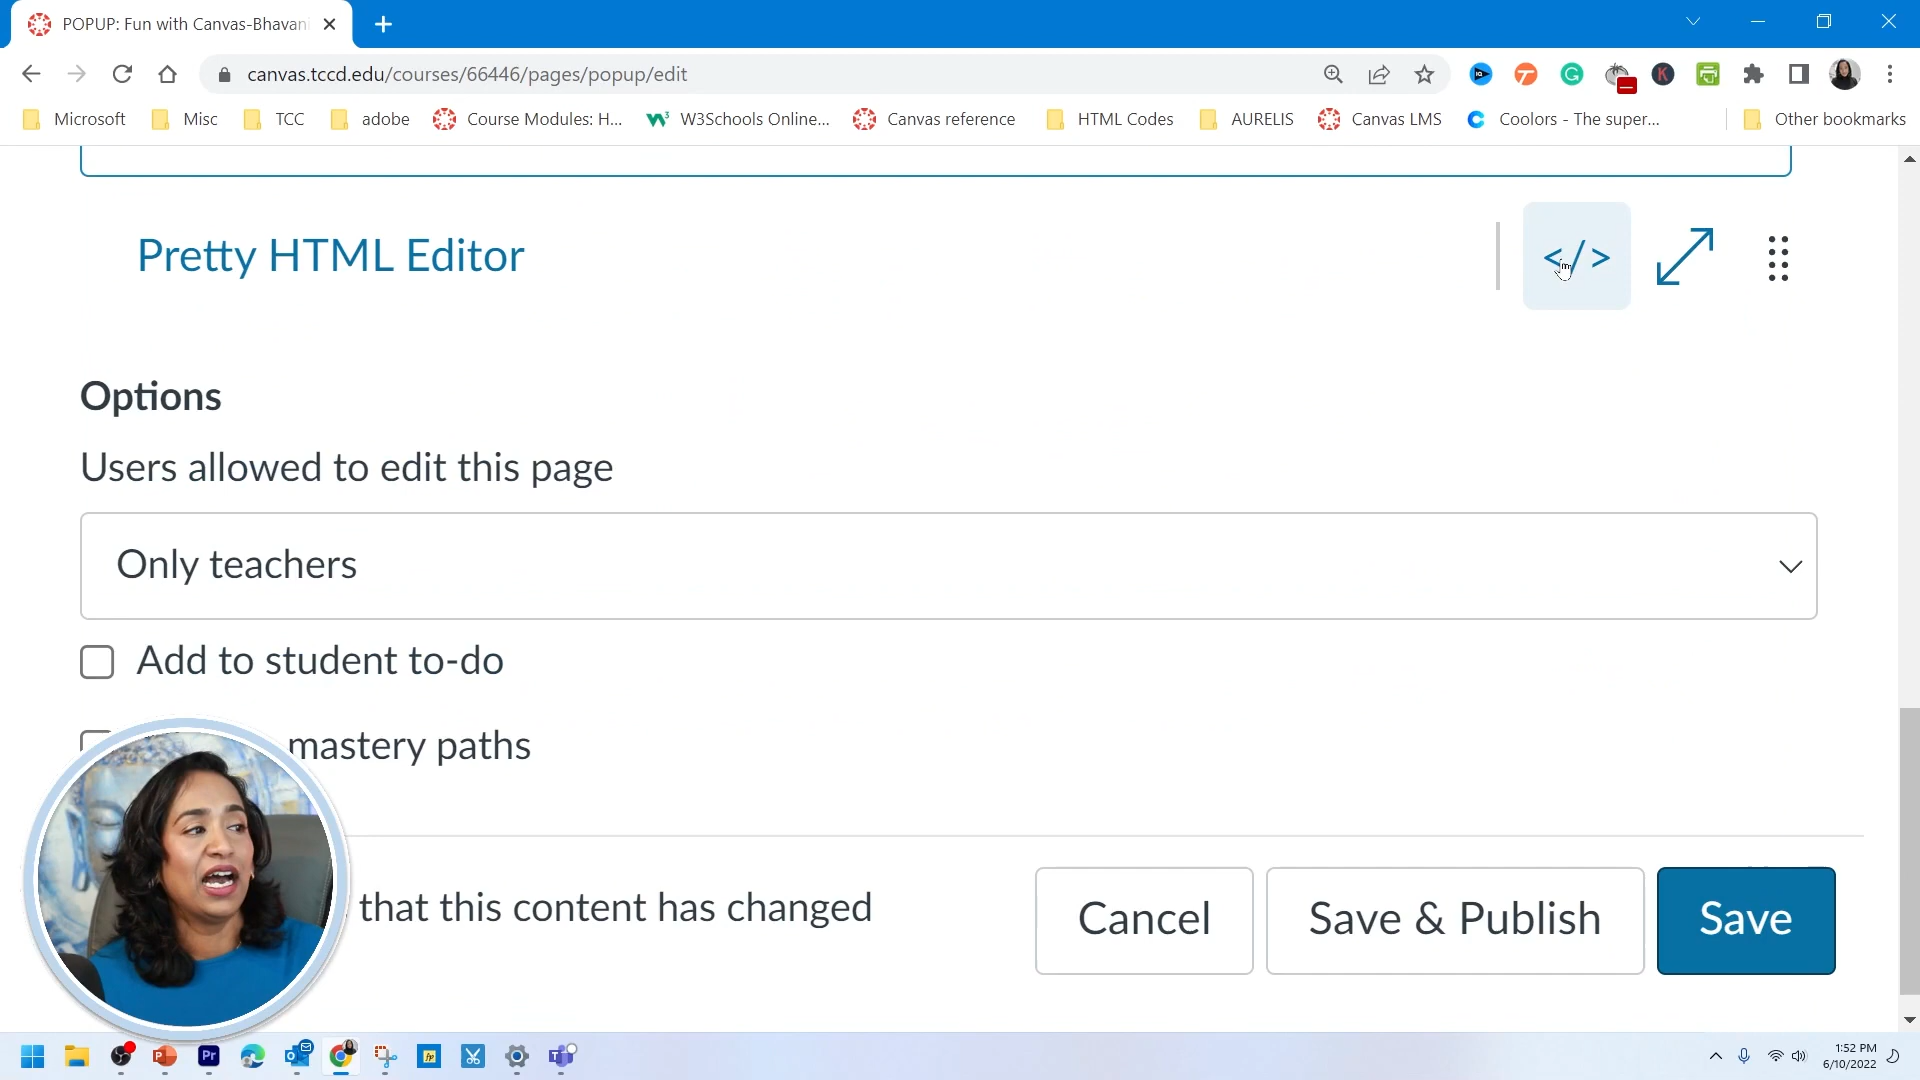 POPUP: Fun with Canvas-Bhavani
canvas.tccd.edu/courses/66446/pages/popup/edit
Microsoft Misc TCC adobe Course Modules: H... W3Schools Online... Canvas reference HTML Codes AURELIS Canvas LMS Coolors - The super... Other bookmarks
Pretty HTML Editor </>
Options
Users allowed to edit this page
Only teachers
Add to student to-do
mastery paths
that this content has changed
Cancel Save & Publish Save
1:52 PM
6/10/2022